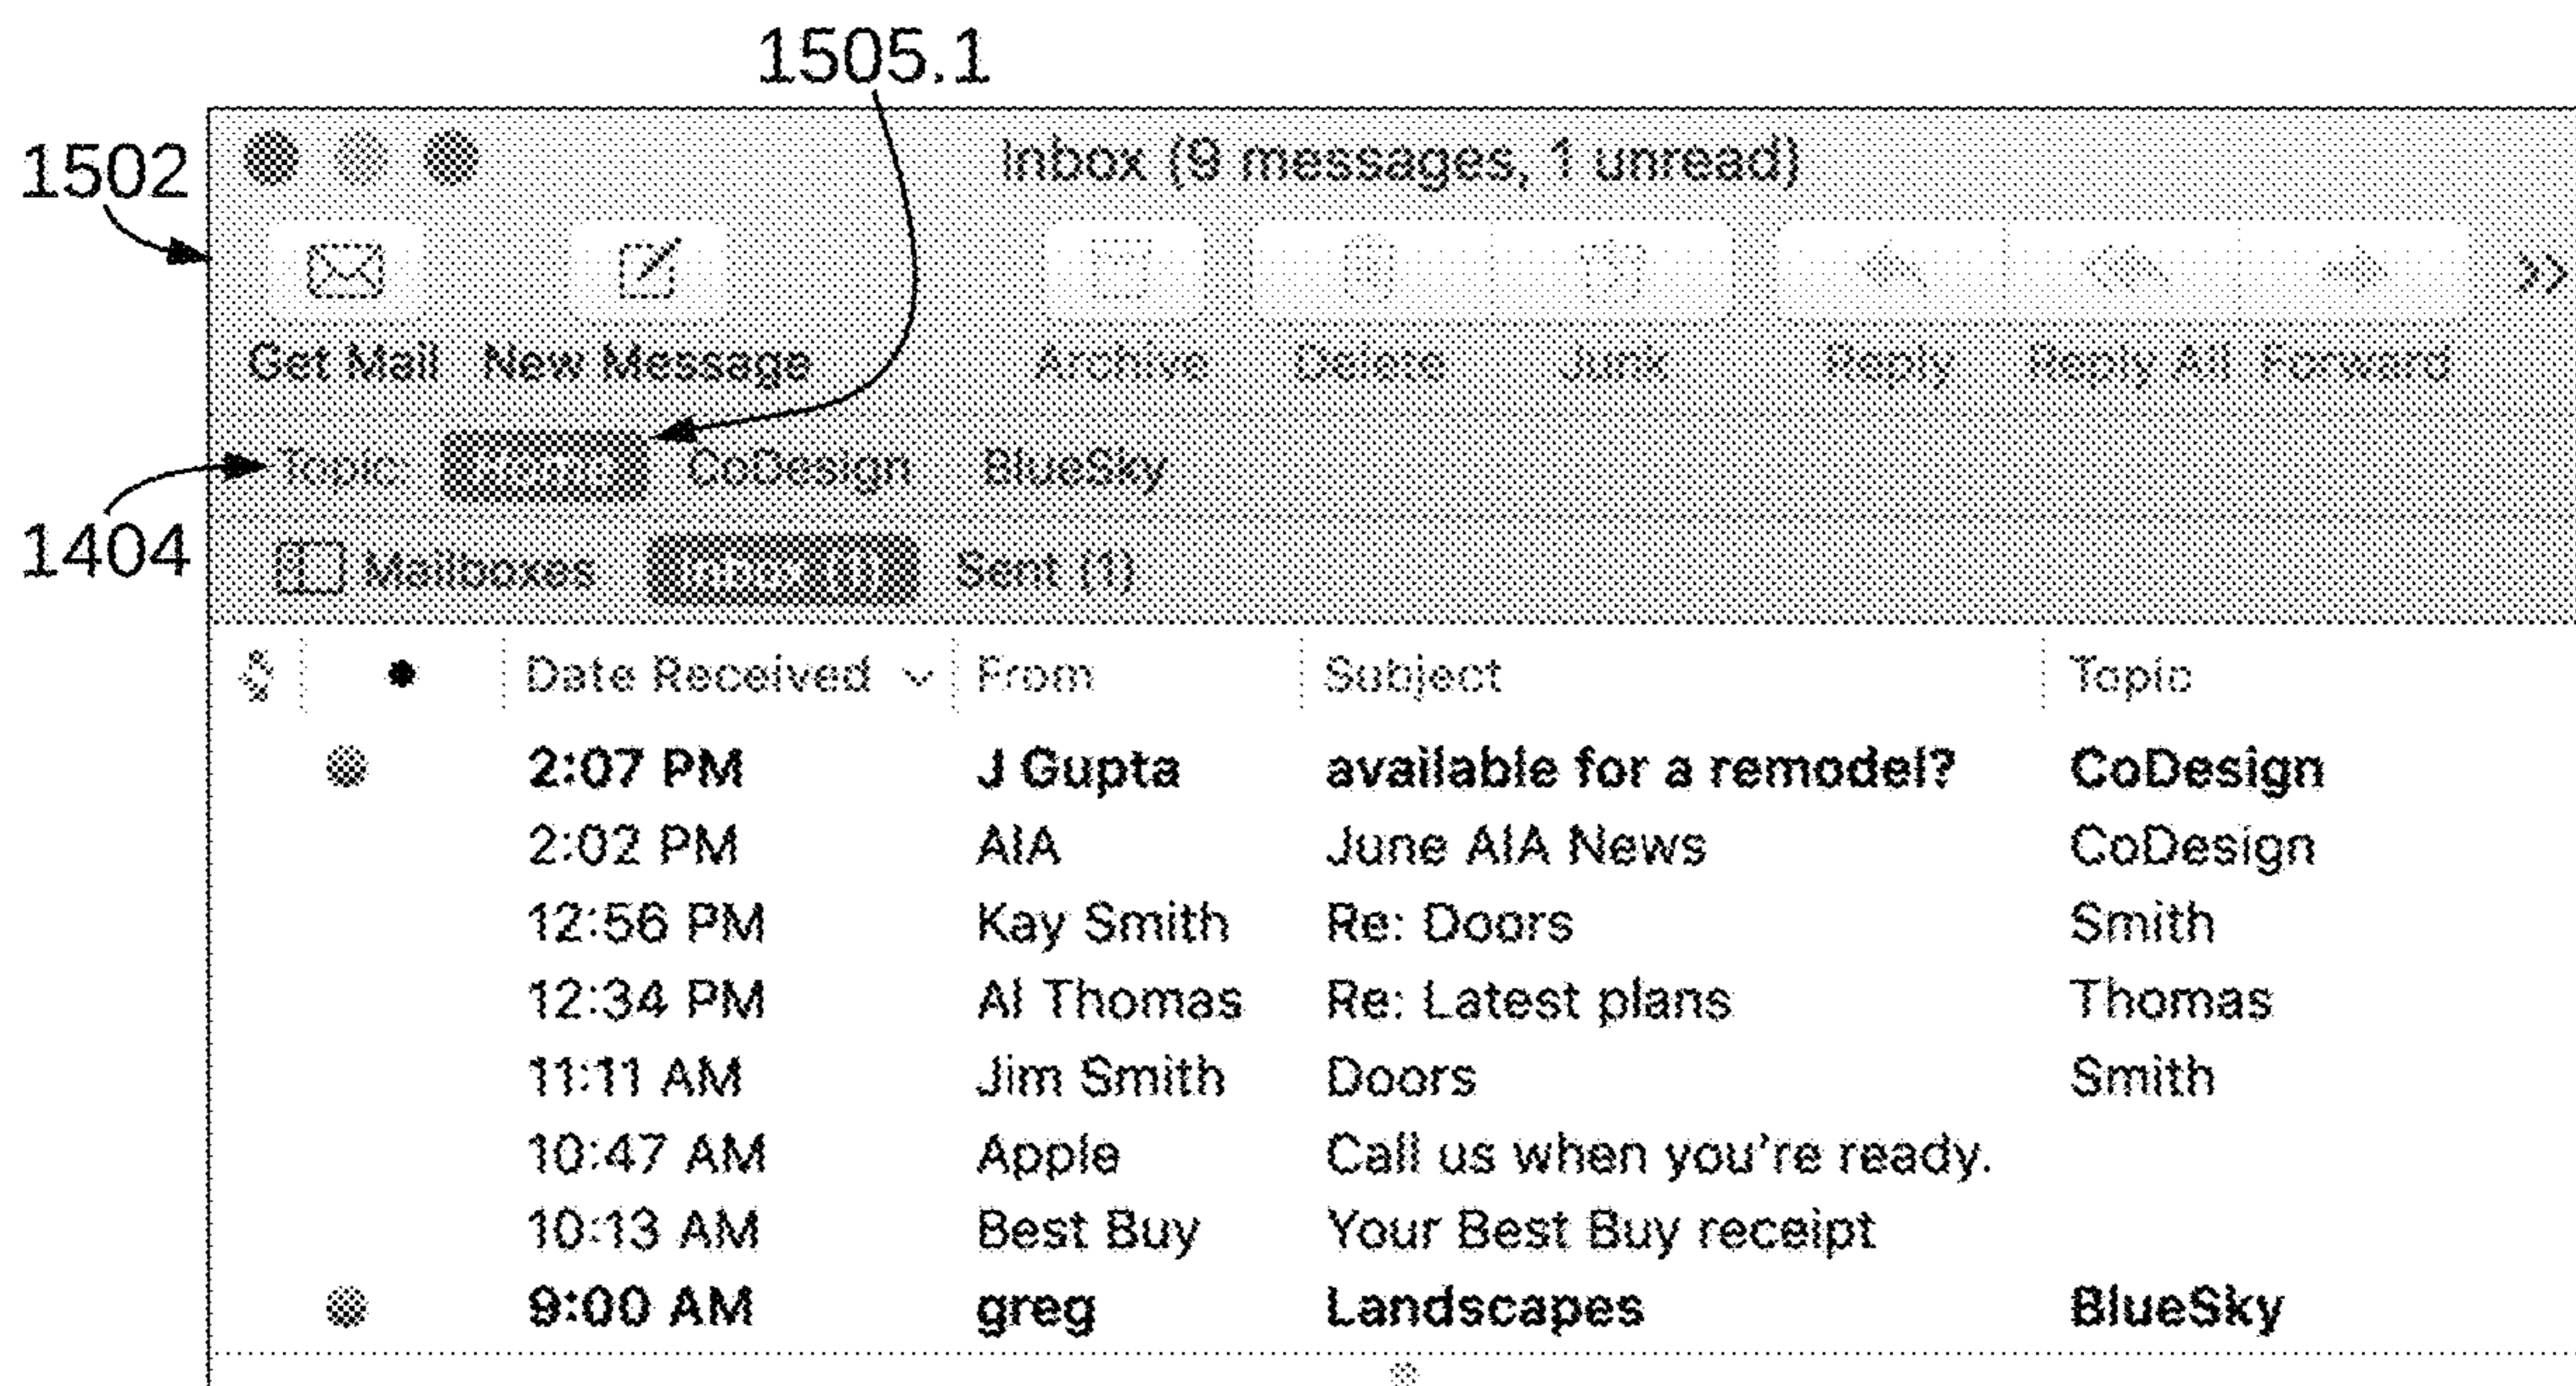 1505.1
1502
Inbox (9 messages, 1 unread)
Get Mail New Message Archive Delete Junk Reply Reply All Forward
Topic: CoDesign BlueSky
1404
Mailboxes Sent (1)
Date Received From Subject Topic
2:07 PM J Gupta available for a remodel? CoDesign
2:02 PM AIA June AIA News CoDesign
12:56 PM Kay Smith Re: Doors Smith
12:34 PM Al Thomas Re: Latest plans Thomas
11:11 AM Jim Smith Doors Smith
10:47 AM Apple Call us when you're ready.
10:13 AM Best Buy Your Best Buy receipt
9:00 AM greg Landscapes BlueSky